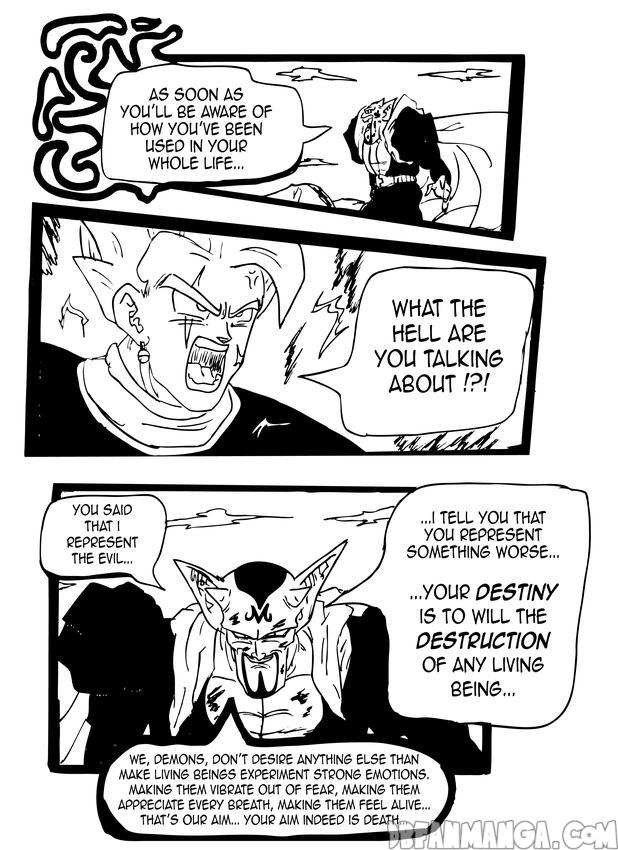 AS SOON AS
YOU'LL BE AWARE OF
HOW YOU'VE BEEN
USED IN YOUR
WHOLE LIFE...
WHAT THE
HELL ARE
YOU TALKING
ABOUT !?!
YOU SAID
THAT I
REPRESENT
THE EVIL...
...I TELL YOU THAT
YOU REPRESENT
SOMETHING WORSE...
...YOUR DESTINY
IS TO WILL THE
DESTRUCTION
OF ANY LIVING
BEING...
M
WE, DEMONS, DON'T DESIRE ANYTHING ELSE THAN
MAKE LIVING BEINGS EXPERIMENT STRONG EMOTIONS.
MAKING THEM VIBRATE OUT OF FEAR, MAKING THEM
APPRECIATE EVERY BREATH, MAKING THEM FEEL ALIVE...
THAT'S OUR AIM... YOUR AIM INDEED IS DEATH...
DBFANMANGA.COM